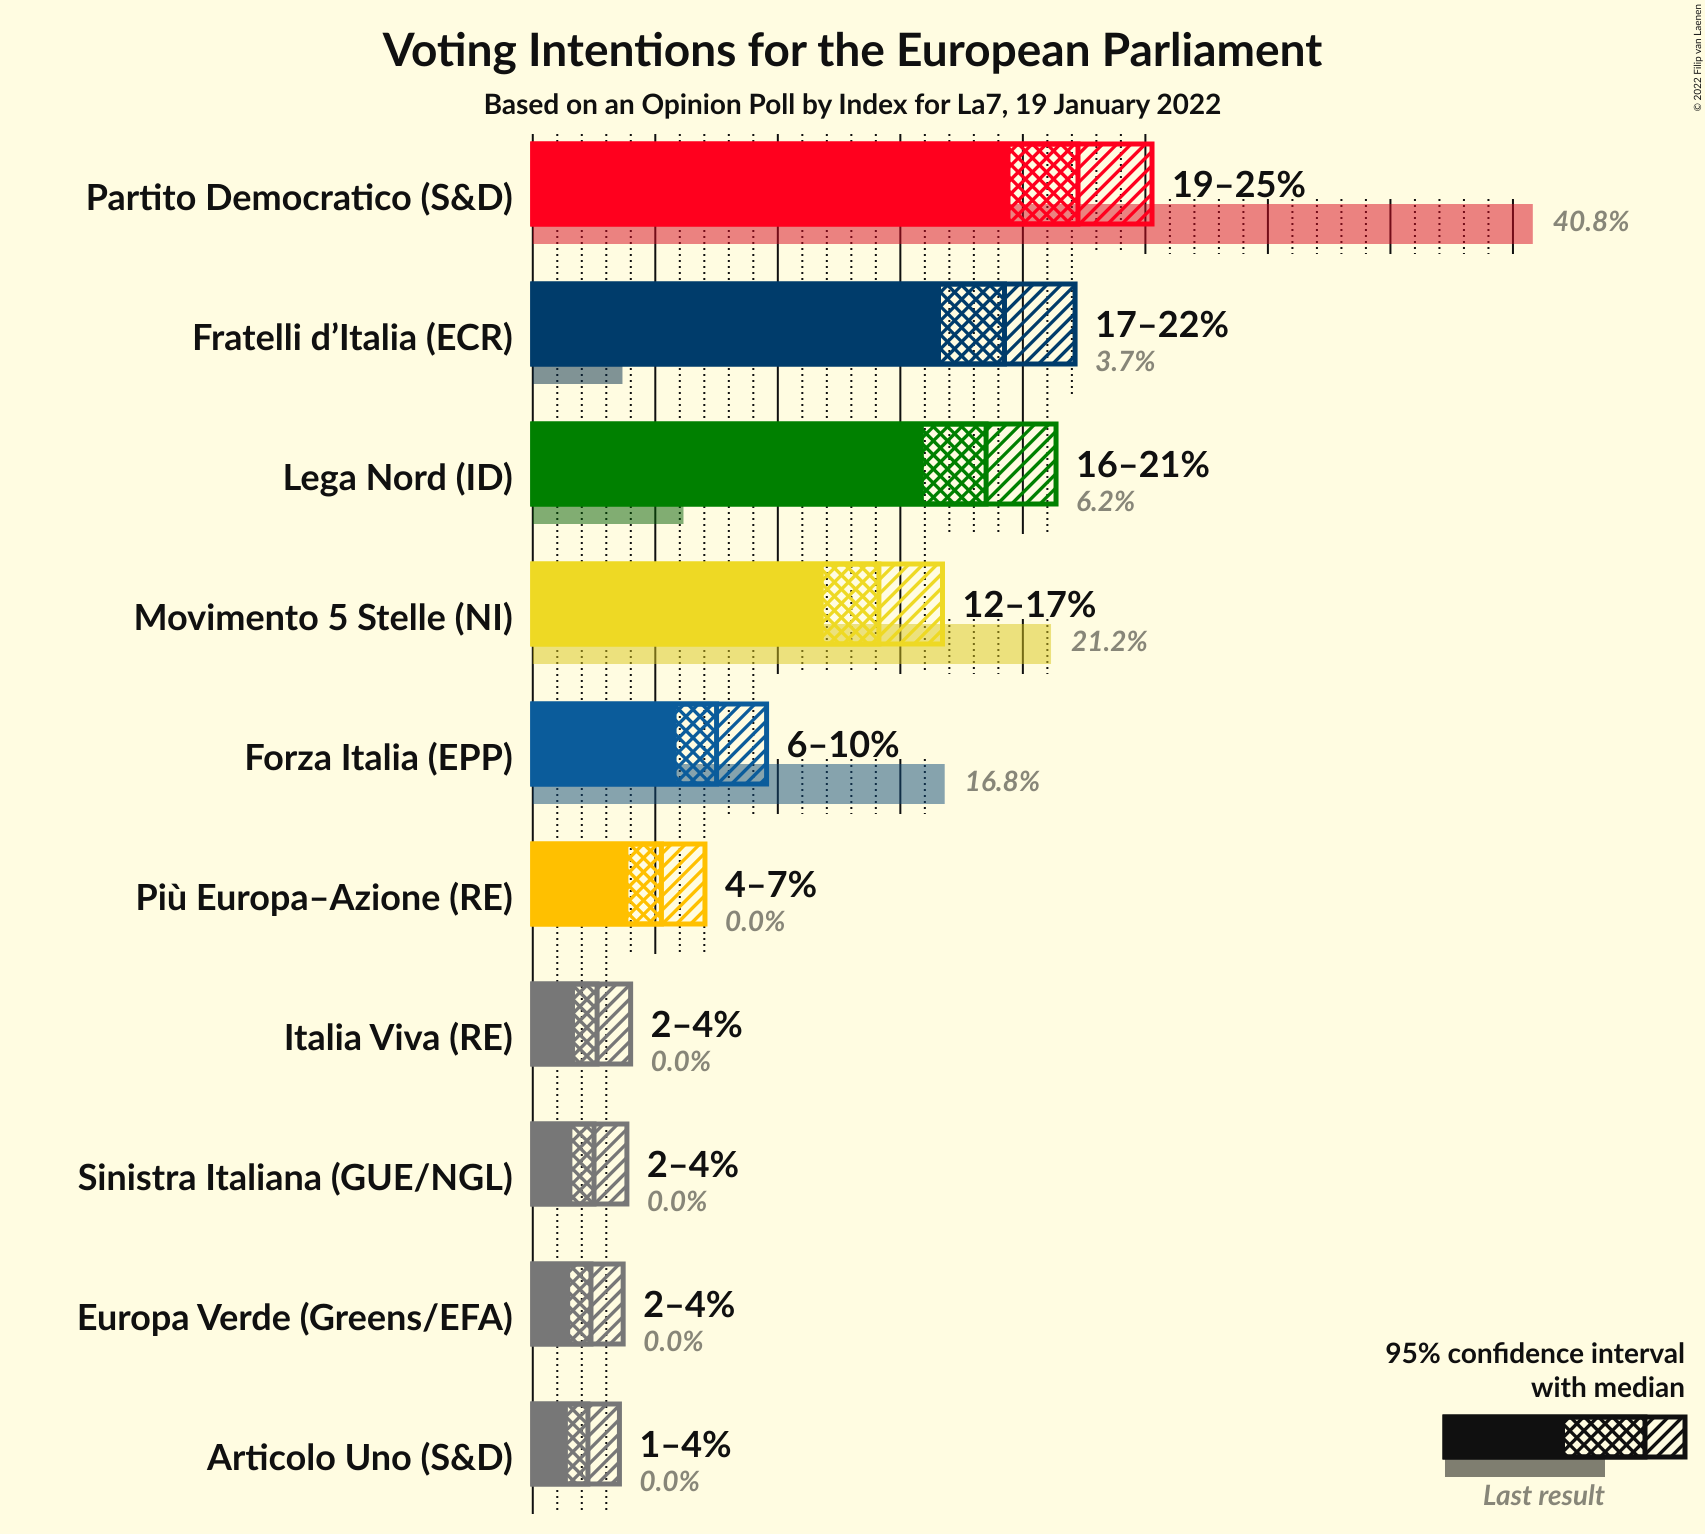 Voting Intentions for the European Parliament
Based on an Opinion Poll by Index for La7, 19 January 2022
© 2022 Filip van Laenen
Partito Democratico (S&D)
19–25%
40.8%
Fratelli d’Italia (ECR)
17–22%
3.7%
Lega Nord (ID)
16–21%
6.2%
Movimento 5 Stelle (NI)
12–17%
21.2%
Forza Italia (EPP)
6–10%
16.8%
Più Europa–Azione (RE)
4–7%
0.0%
Italia Viva (RE)
2–4%
0.0%
Sinistra Italiana (GUE/NGL)
2–4%
0.0%
Europa Verde (Greens/EFA)
2–4%
0.0%
Articolo Uno (S&D)
1–4%
0.0%
95% confidence interval
with median
Last result